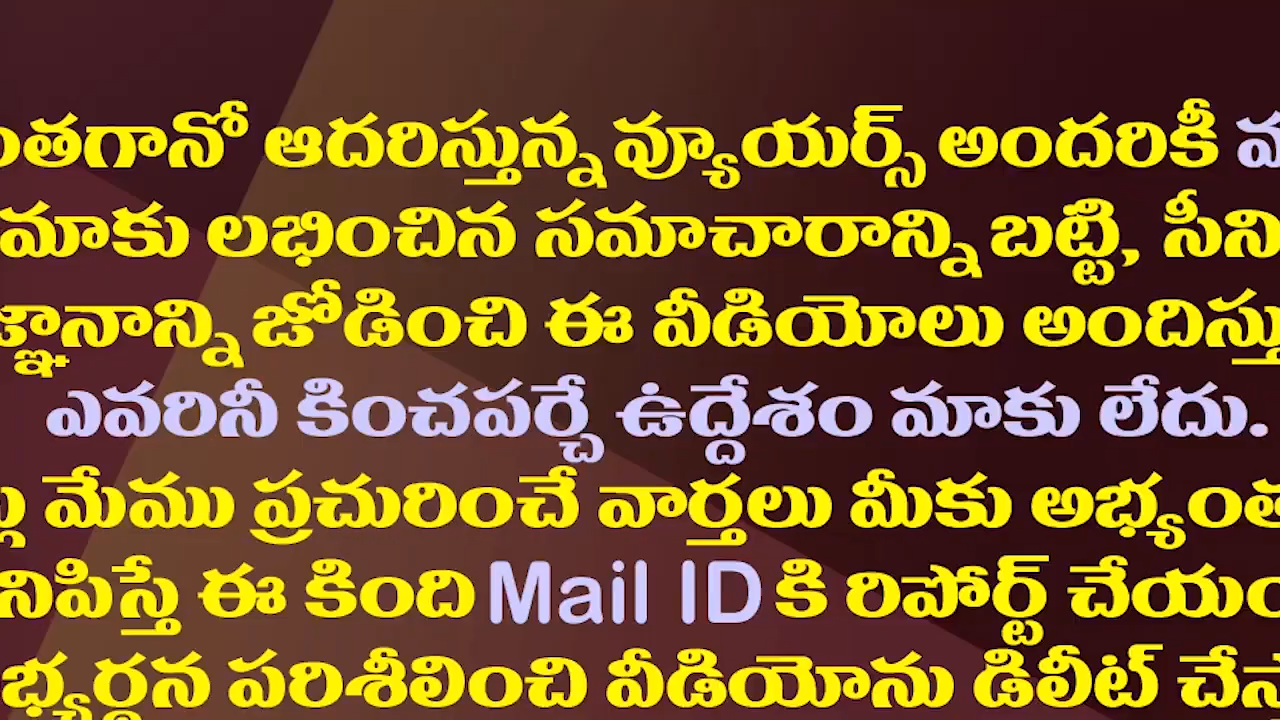 ంతగానో ఆదరిస్తున్న వ్యూయర్స్ అందరికీ
మాకు లభించిన సమాచారాన్ని బట్టి, సీని
జ్ఞానాన్ని జోడించి ఈ వీడియోలు అందిస్తు
ఎవరినీ కించపర్చే ఉద్దేశం మాకు లేదు.
మేము ప్రచురించే వార్తలు మీకు అభ్యంత
నిపిస్తే ఈ కింది Mail ID కి రిపోర్ట్ చేయం
భ్యర్థన పరిశీలించి వీడియోను డిలీట్ చేస